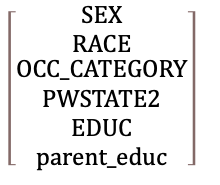 SEX
RACE
OCC_CATEGORY
PWSTATE2
EDUC
parent_educ